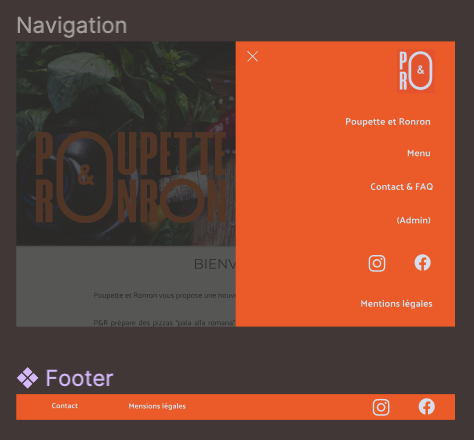 Navigation
P&
R
POUPETTE
&
RONRON
Poupette et Ronron
Menu
Contact & FAQ
(Admin)
BIENV
Poupette et Ronron vous propose une nouve
Mentions légales
P&R prépare des pizzas "pala alla romana"
Footer
Contact
Mensions légales